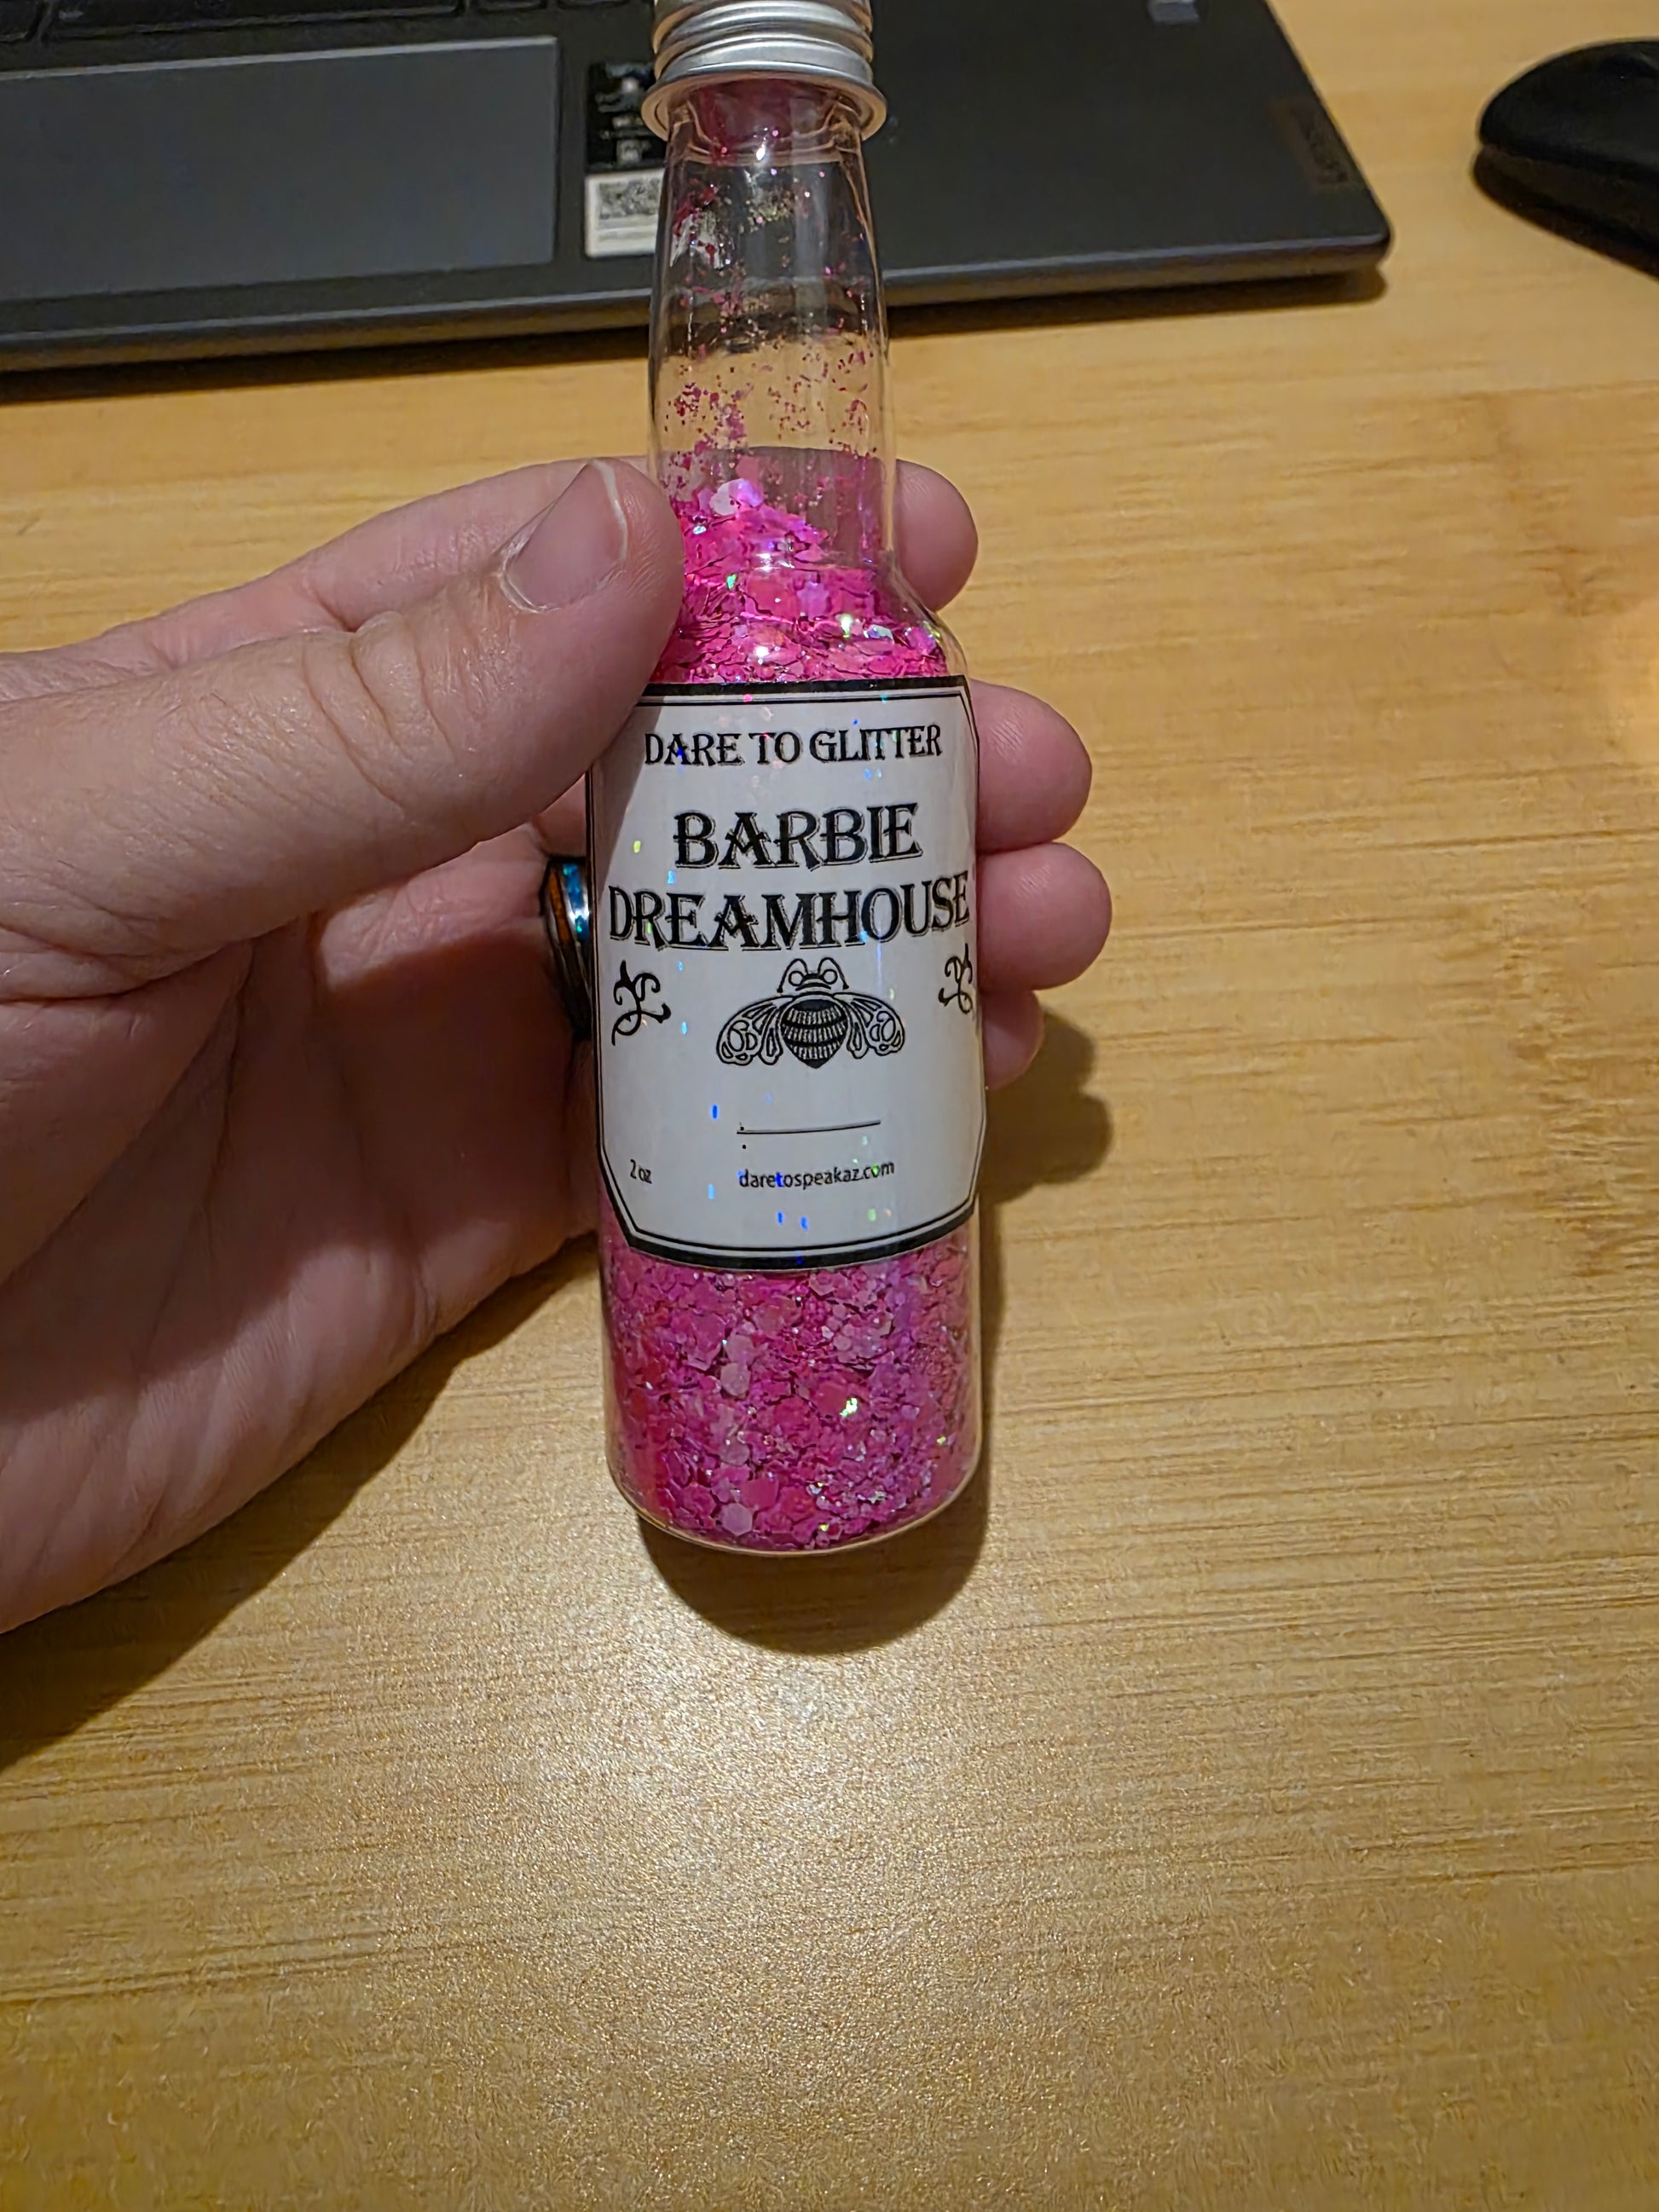 DARE TO GLITTER
BARBIE
DREAMHOUSE
2 oz
daretospeakaz.com